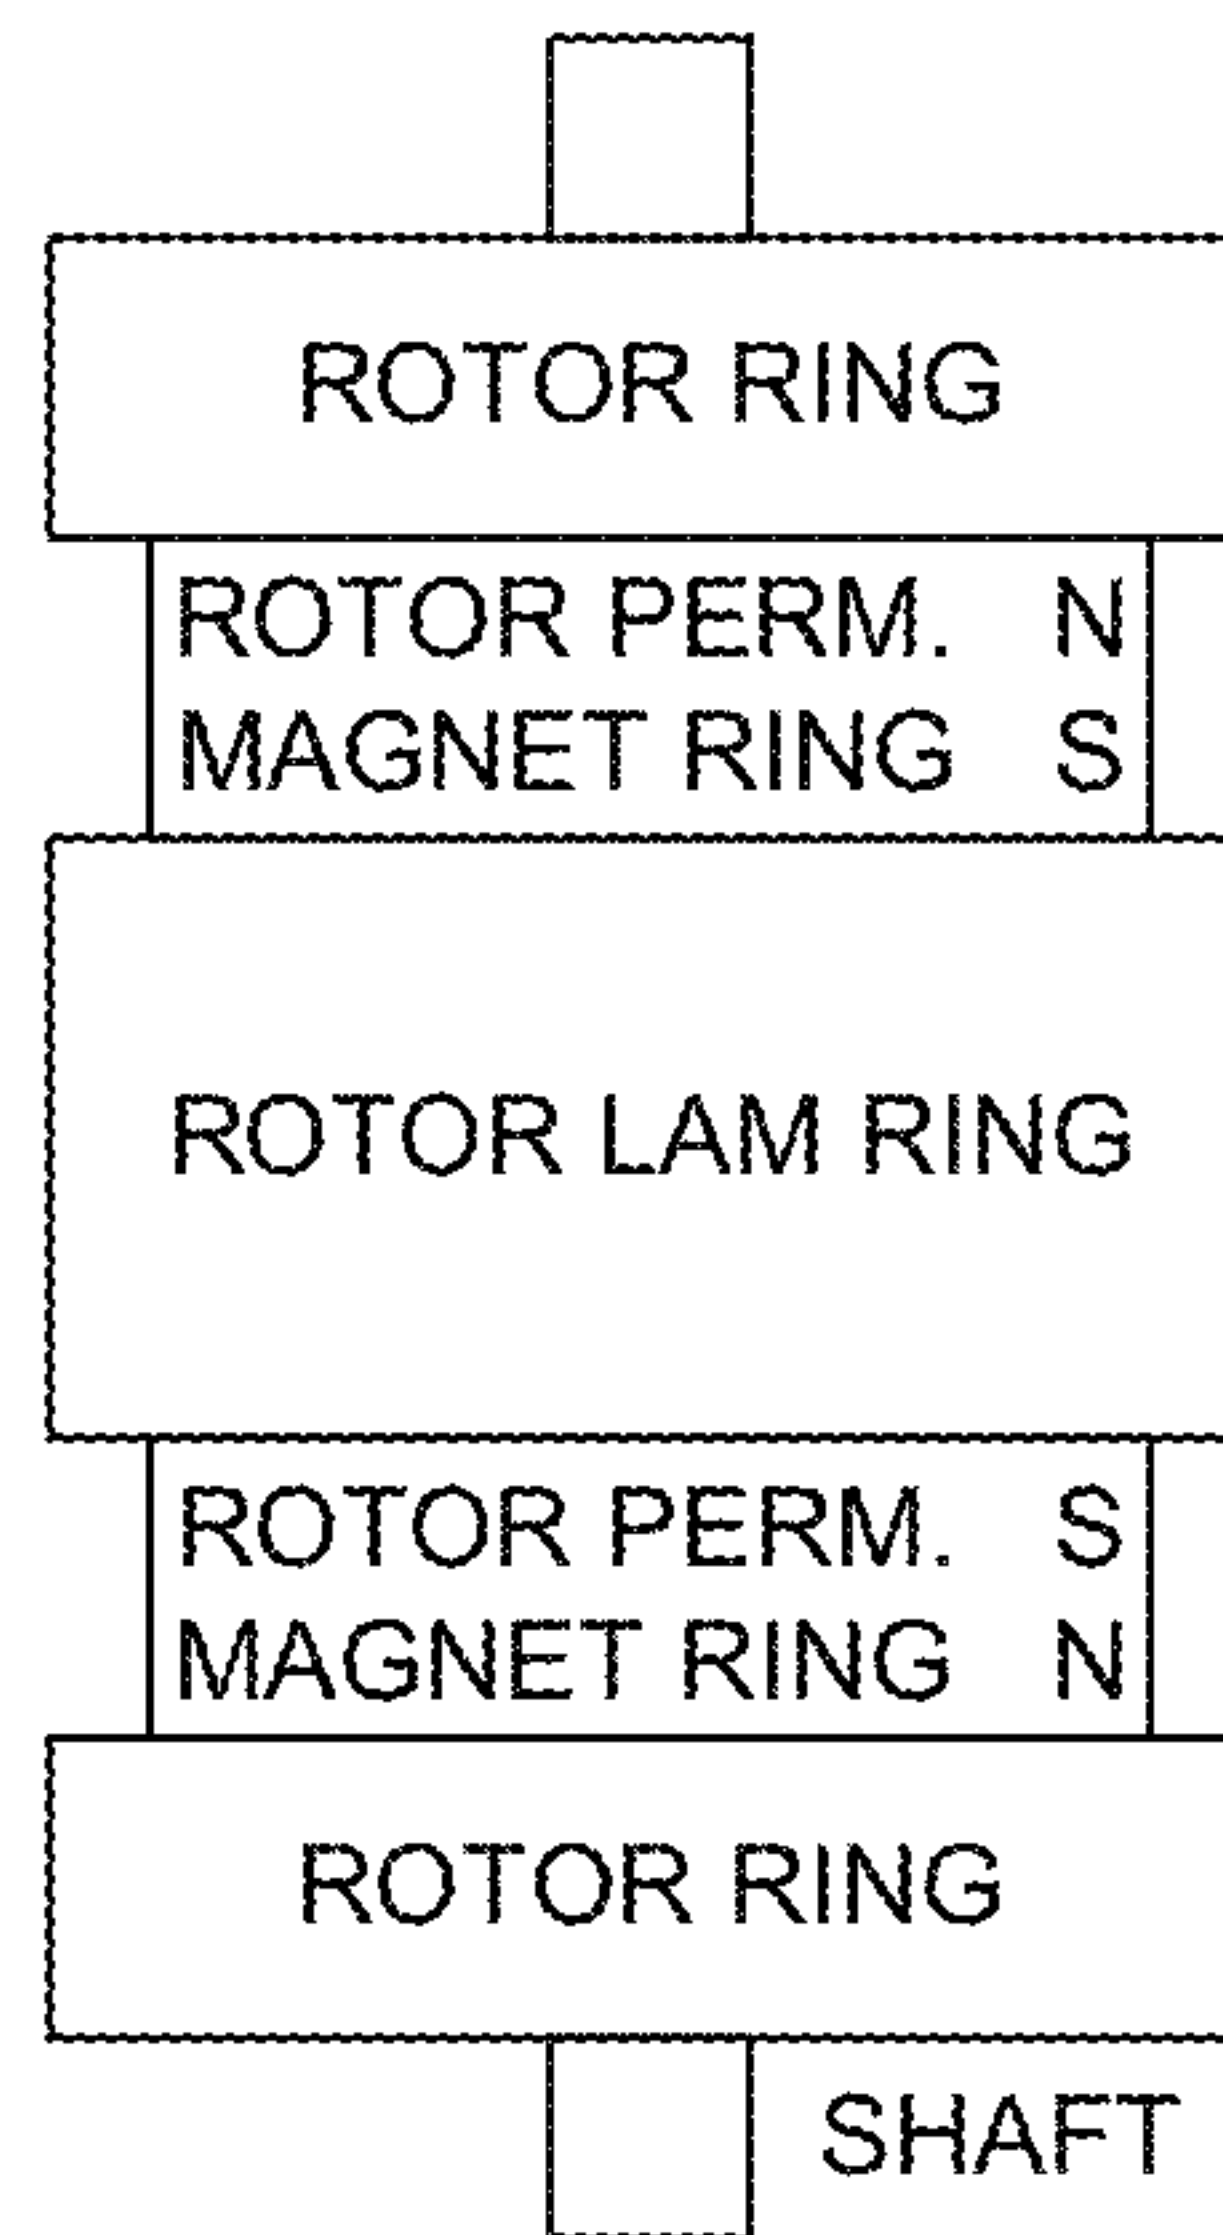 ROTOR RING
ROTOR PERM. N
MAGNET RING S
ROTOR LAM RING
ROTOR PERM. S
MAGNET RING N
ROTOR RING
SHAFT